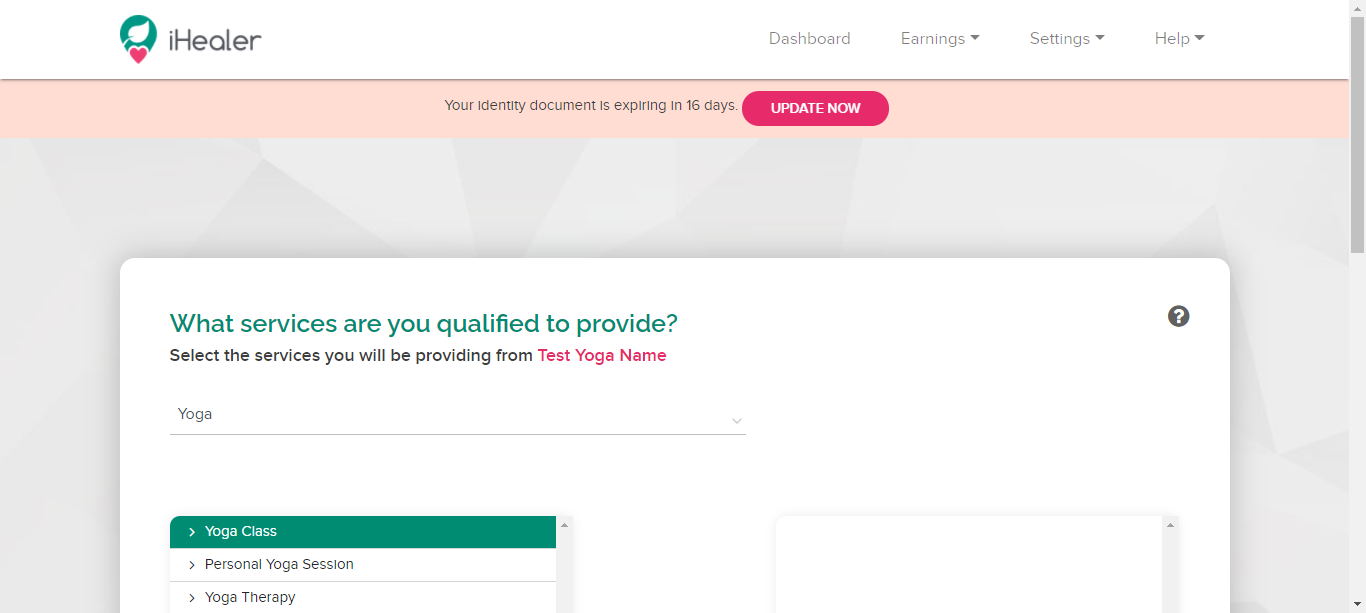 iHealer
Dashboard Earnings Settings Help
Your identity document is expiring in 16 days. UPDATE NOW
What services are you qualified to provide?
?
Select the services you will be providing from Test Yoga Name
Yoga
Yoga Class
Personal Yoga Session
Yoga Therapy